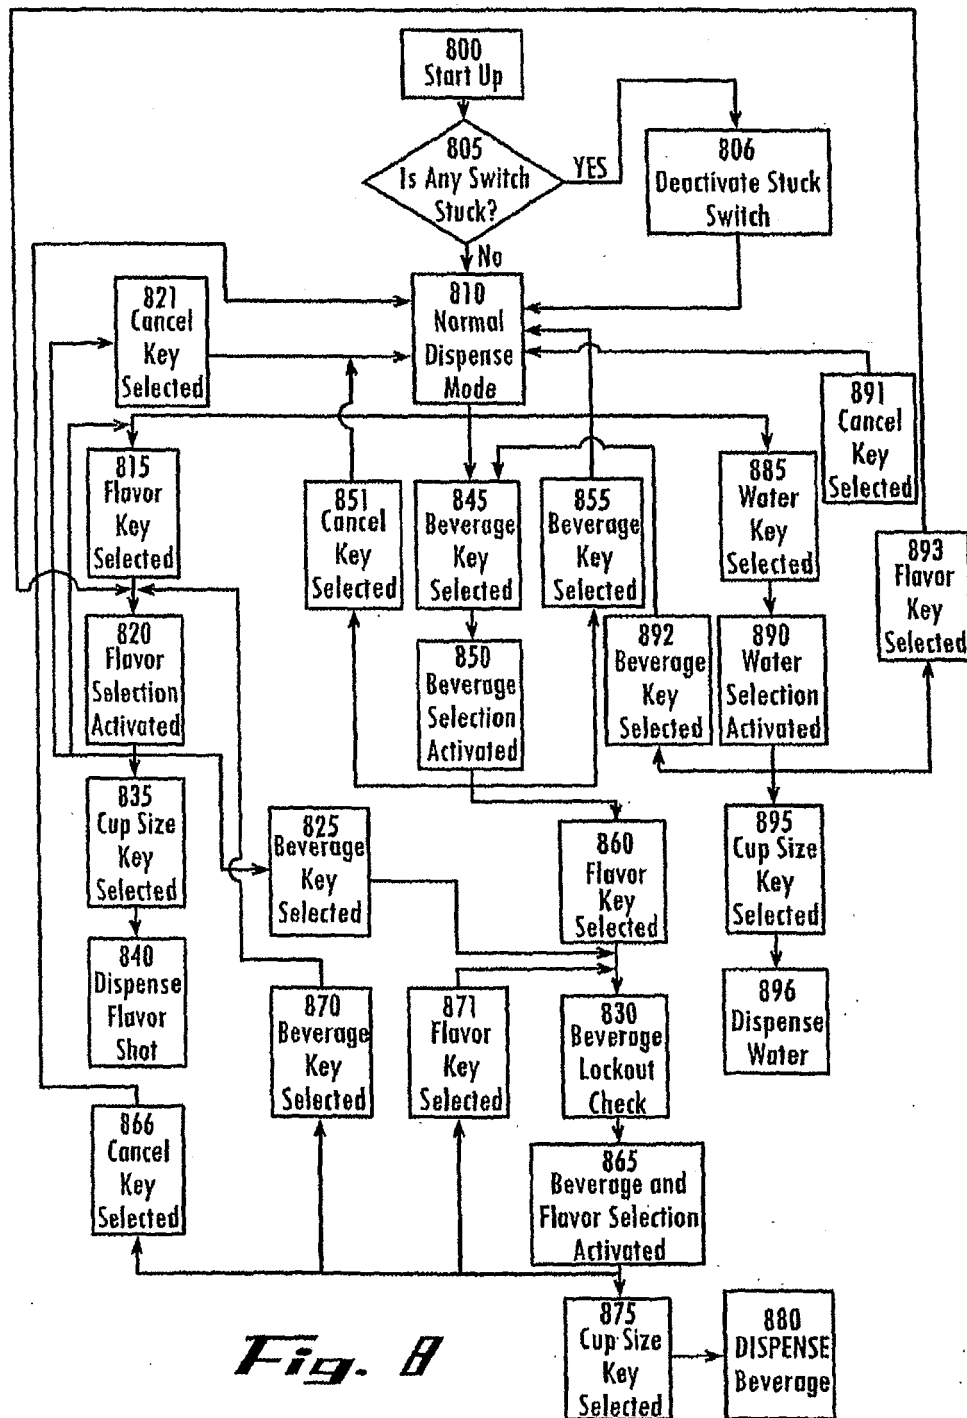 800
Start Up
805
Is Any Switch
Stuck?
YES
806
Deactivate Stuck
Switch
No
821
Cancel
Key
Selected
810
Normal
Dispense
Mode
891
Cancel
Key
Selected
815
Flavor
Key
Selected
851
Cancel
Key
Selected
845
Beverage
Key
Selected
855
Beverage
Key
Selected
885
Water
Key
Selected
893
Flavor
Key
Selected
820
Flavor
Selection
Activated
850
Beverage
Selection
Activated
892
Beverage
Key
Selected
890
Water
Selection
Activated
835
Cup Size
Key
Selected
825
Beverage
Key
Selected
860
Flavor
Key
Selected
895
Cup Size
Key
Selected
840
Dispense
Flavor
Shot
870
Beverage
Key
Selected
871
Flavor
Key
Selected
830
Beverage
Lockout
Check
896
Dispense
Water
866
Cancel
Key
Selected
865
Beverage and
Flavor Selection
Activated
875
Cup Size
Key
Selected
880
DISPENSE
Beverage
Fig. 8